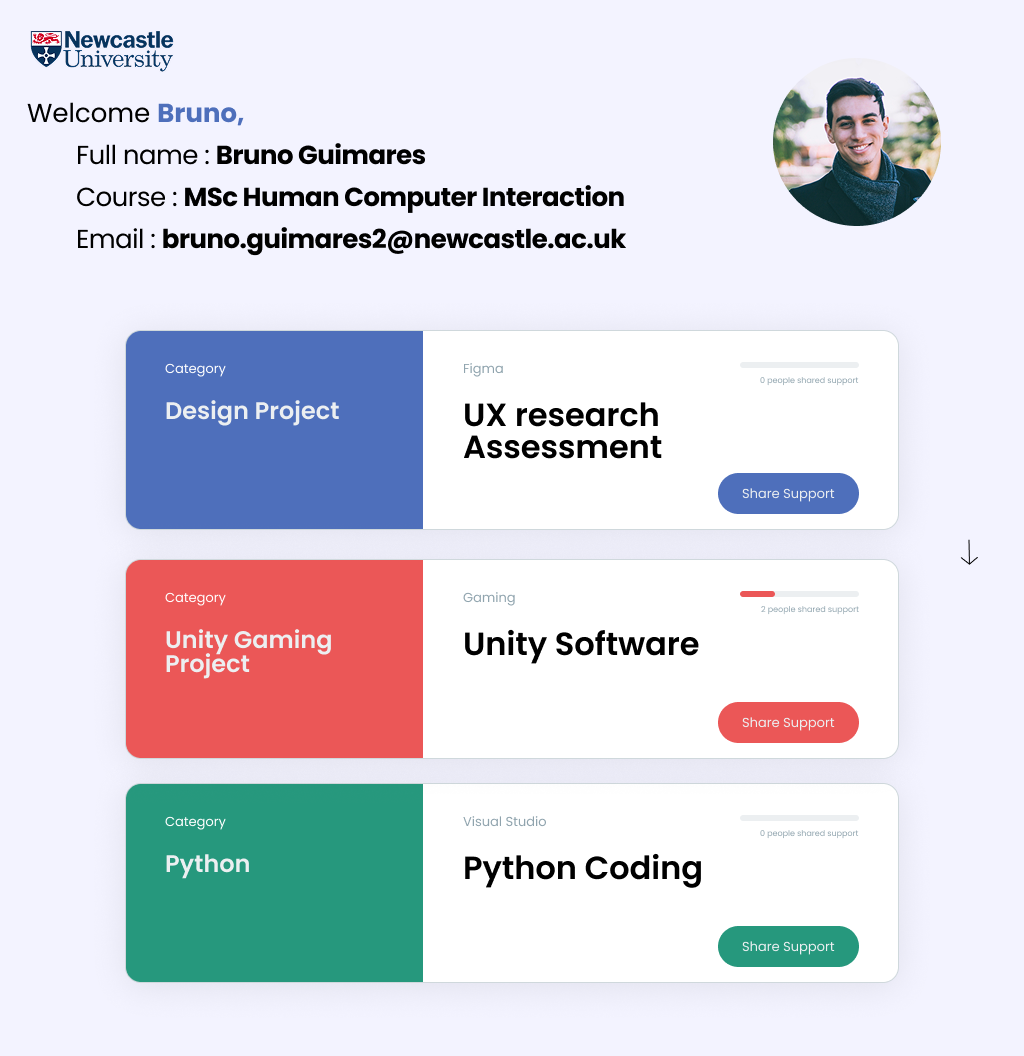 Newcastle
University
Welcome Bruno,
Full name : Bruno Guimares
Course : MSc Human Computer Interaction
Email : bruno.guimares2@newcastle.ac.uk
Category
Design Project
Figma
0 people shared support
UX research
Assessment
Share Support
Category
Unity Gaming
Project
Gaming
2 people shared support
Unity Software
Share Support
Category
Python
Visual Studio
0 people shared support
Python Coding
Share Support